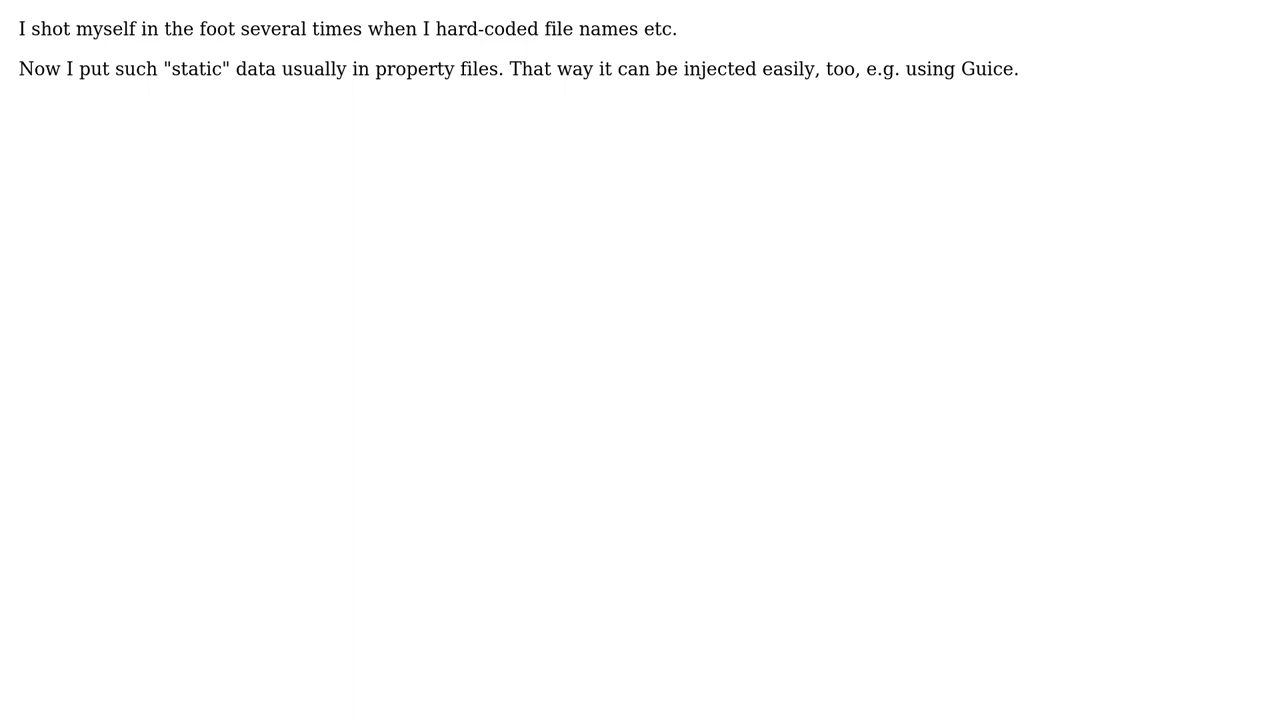 I shot myself in the foot several times when I hard-coded file names etc.
Now I put such "static" data usually in property files. That way it can be injected easily, too, e.g. using Guice.